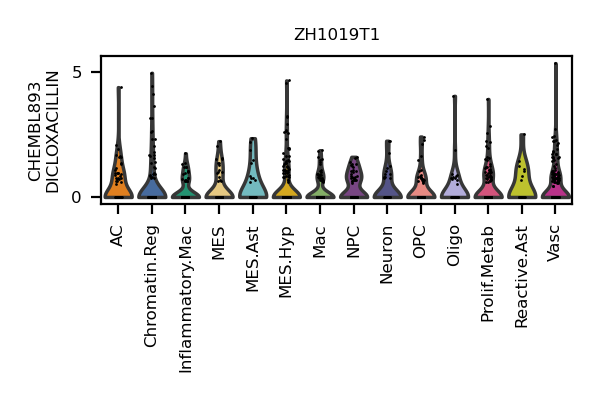 ZH1019T1
CHEMBL893
DICLOXACILLIN
5
0
AC
Chromatin.Reg
Inflammatory.Mac
MES
MES.Ast
MES.Hyp
Mac
NPC
Neuron
OPC
Oligo
Prolif.Metab
Reactive.Ast
Vasc